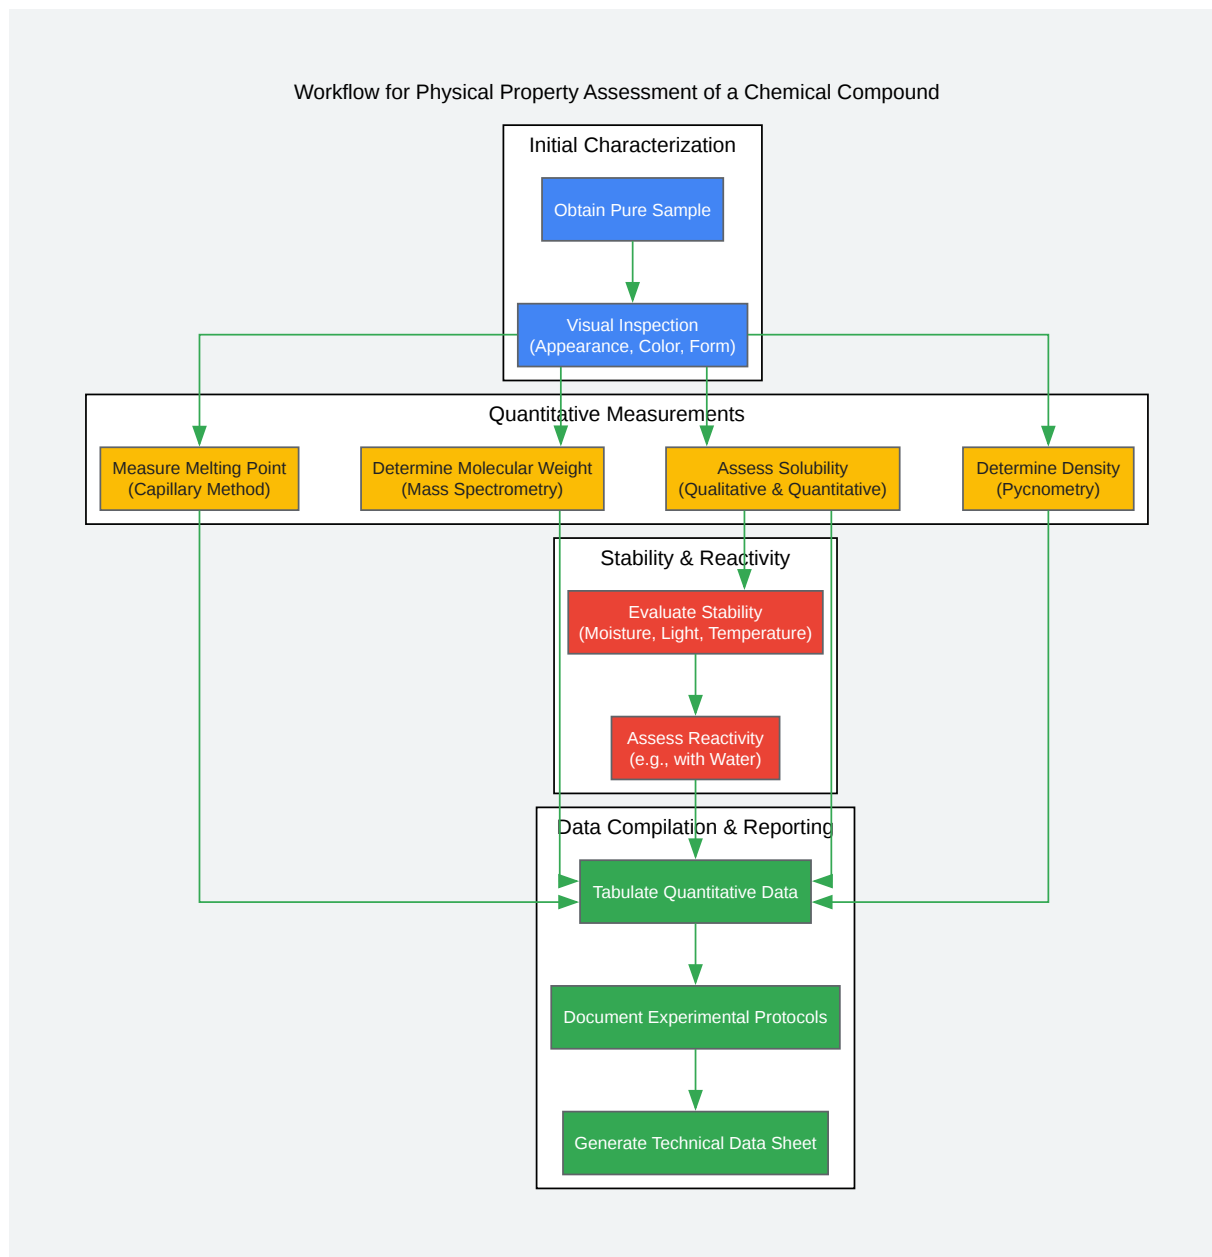 Workflow for Physical Property Assessment of a Chemical Compound
Initial Characterization
Obtain Pure Sample
Visual Inspection
(Appearance, Color, Form)
Quantitative Measurements
Measure Melting Point
(Capillary Method)
Determine Molecular Weight
(Mass Spectrometry)
Assess Solubility
(Qualitative & Quantitative)
Determine Density
(Pycnometry)
Stability & Reactivity
Evaluate Stability
(Moisture, Light, Temperature)
Assess Reactivity
(e.g., with Water)
Data Compilation & Reporting
Tabulate Quantitative Data
Document Experimental Protocols
Generate Technical Data Sheet